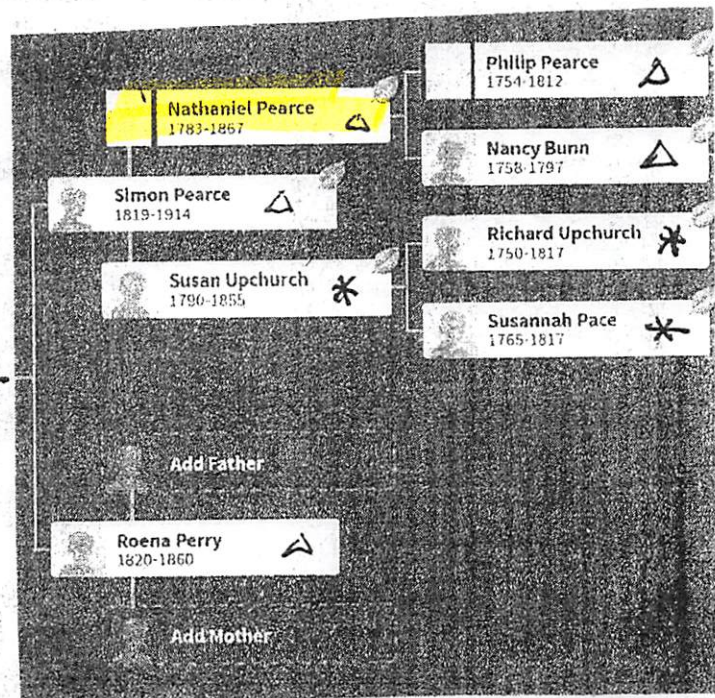 Philip Pearce
1754-1812
Nathaniel Pearce
1783-1867
Nancy Bunn
1758-1797
Simon Pearce
1819-1914
Richard Upchurch
1750-1817
Susan Upchurch
1790-1855
Susannah Pace
1765-1817
Add Father
Roena Perry
1820-1860
Add Mother